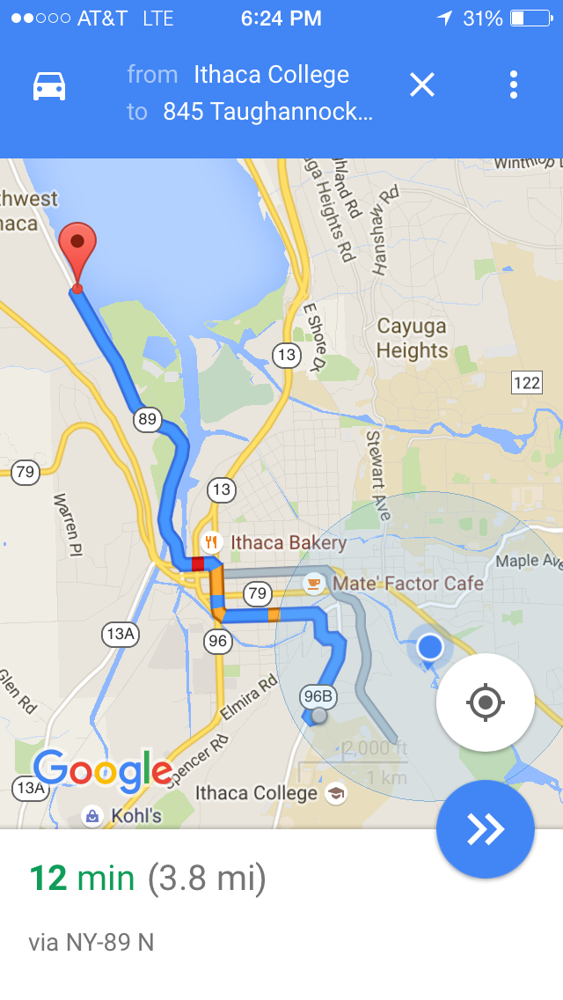 AT&T LTE 6:24 PM 31%
from Ithaca College
to 845 Taughannock...
Winthrop
thwest
haca
ghland Rd
ga Heights Rd
Hanshaw Rd
E Shore Dr
Cayuga
Heights
13
122
89
79
Stewart Ave
13
Warren Pl
Ithaca Bakery
Maple Ave
Mate' Factor Cafe
79
13A
96
96B
Glen Rd
Elmira Rd
2,000 ft
1 km
Google
Spencer Rd
13A
Ithaca College
Kohl's
12 min (3.8 mi)
via NY-89 N